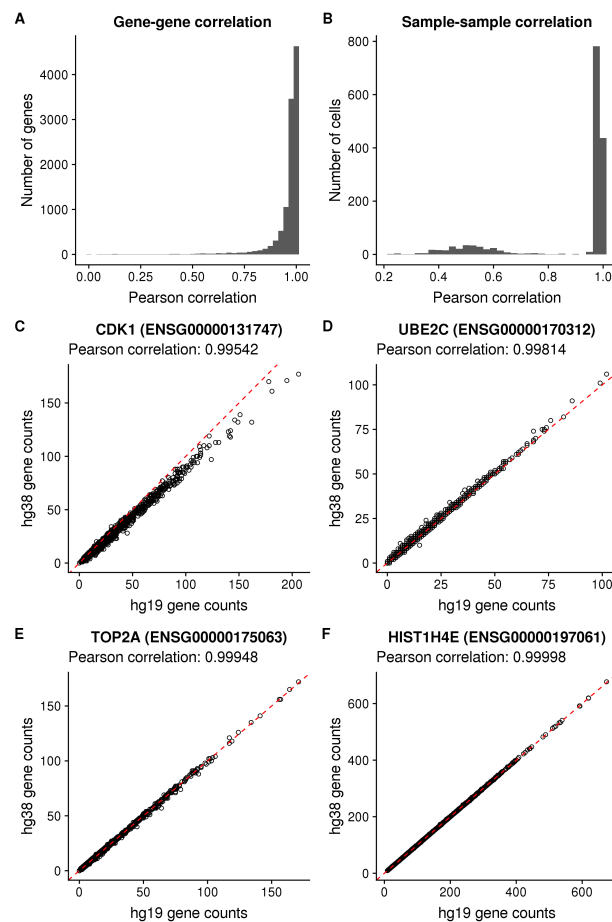 A Gene-gene correlation
Number of genes
4000
3000
2000
1000
0
0.00 0.25 0.50 0.75 1.00
Pearson correlation
B Sample-sample correlation
Number of cells
800
600
400
200
0
0.2 0.4 0.6 0.8 1.0
Pearson correlation
C CDK1 (ENSG00000131747)
Pearson correlation: 0.99542
hg38 gene counts
150
100
50
0
0 50 100 150 200
hg19 gene counts
D UBE2C (ENSG00000170312)
Pearson correlation: 0.99814
hg38 gene counts
100
75
50
25
0
0 25 50 75 100
hg19 gene counts
E TOP2A (ENSG00000175063)
Pearson correlation: 0.99948
hg38 gene counts
150
100
50
0
0 50 100 150
hg19 gene counts
F HIST1H4E (ENSG00000197061)
Pearson correlation: 0.99998
hg38 gene counts
600
400
200
0
0 200 400 600
hg19 gene counts